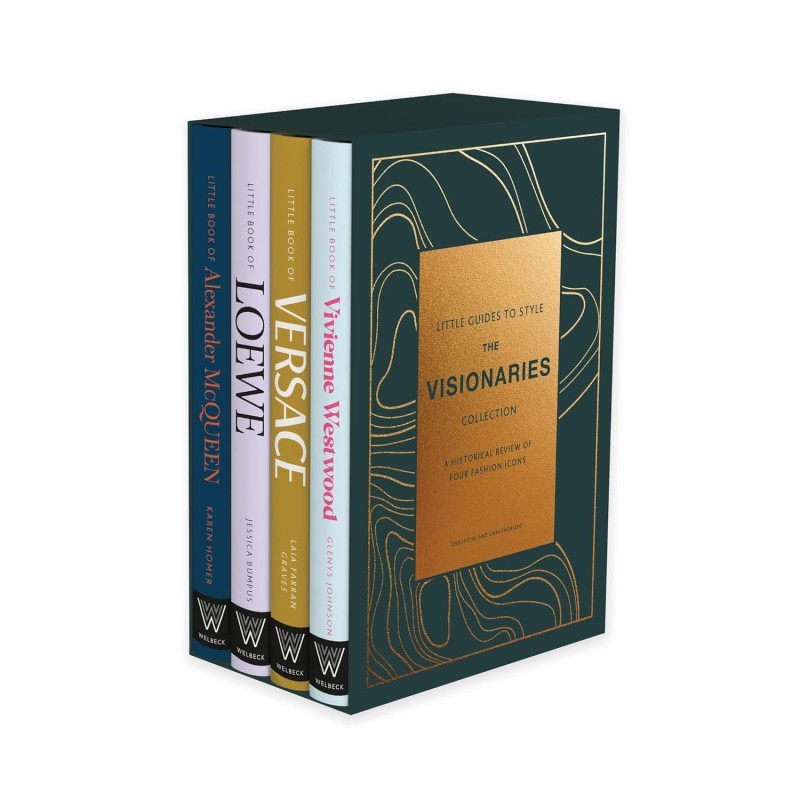 LITTLE BOOK OF Alexander McQUEEN KAREN HOMER
W WELBECK
LITTLE BOOK OF LOEWE JESSICA BUMPUS
W WELBECK
LITTLE BOOK OF VERSACE LAIA FARRAN GRAVES
W WELBECK
LITTLE BOOK OF Vivienne Westwood GLENYS JOHNSON
W WELBECK
LITTLE GUIDES TO STYLE
THE
VISIONARIES
COLLECTION
A HISTORICAL REVIEW OF
FOUR FASHION ICONS
UNOFFICIAL AND UNAUTHORIZED